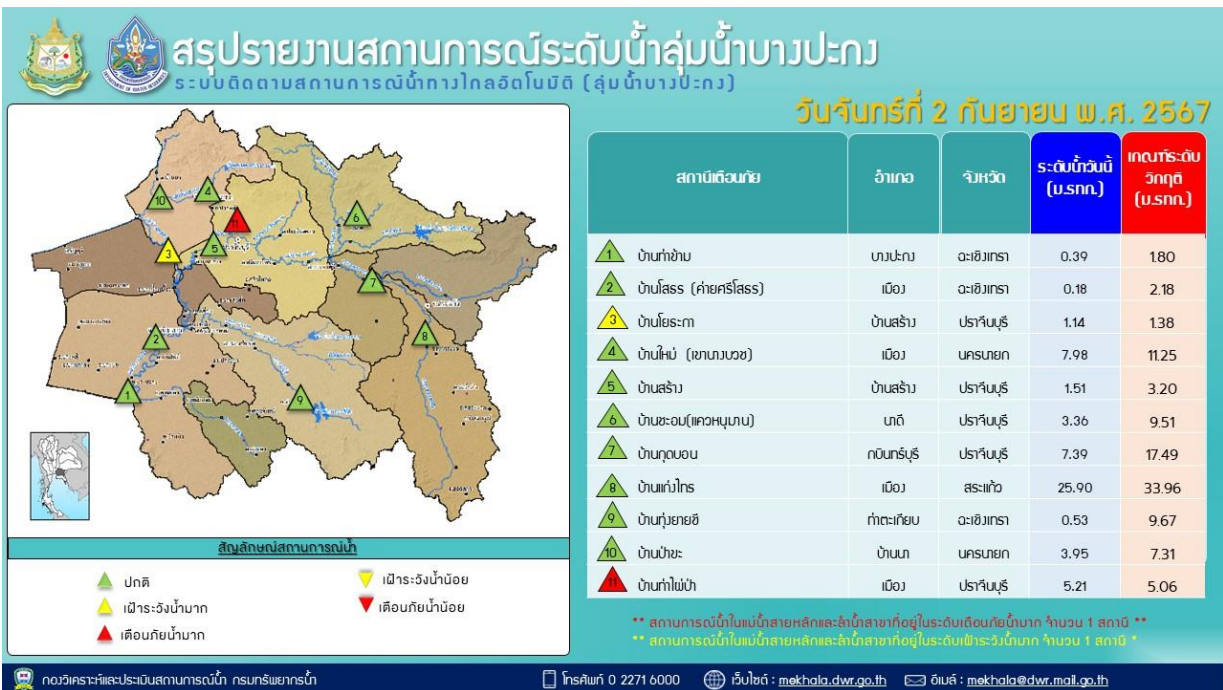 สรุปรายงานสถานการณ์ระดับน้ำลุ่มน้ำบางปะกง
ระบบติดตามสถานการณ์น้ำทางไกลอัตโนมัติ (ลุ่มน้ำบางปะกง)
วันจันทร์ที่ 2 กันยายน พ.ศ. 2567
สถานีเตือนภัย อำเภอ จังหวัด ระดับน้ำวันนี้ (ม.รทก.) เกณฑ์ระดับวิกฤติ (ม.รทก.)
1 บ้านท่าข้าม บางปะกง ฉะเชิงเทรา 0.39 1.80
2 บ้านโสธร (ค่ายศรีโสธร) เมือง ฉะเชิงเทรา 0.18 2.18
3 บ้านโยธะกา บ้านสร้าง ปราจีนบุรี 1.14 1.38
4 บ้านใหม่ (เขานางบวช) เมือง นครนายก 7.98 11.25
5 บ้านสร้าง บ้านสร้าง ปราจีนบุรี 1.51 3.20
6 บ้านชะอม(แควหนุมาน) นาดี ปราจีนบุรี 3.36 9.51
7 บ้านกุดบอน กบินทร์บุรี ปราจีนบุรี 7.39 17.49
8 บ้านแก่งไทร เมือง สระแก้ว 25.90 33.96
9 บ้านทุ่งยายชี ท่าตะเกียบ ฉะเชิงเทรา 0.53 9.67
10 บ้านป่าขะ บ้านนา นครนายก 3.95 7.31
11 บ้านท่าไผ่ป่า เมือง ปราจีนบุรี 5.21 5.06
** สถานการณ์น้ำในแม่น้ำสายหลักและลำน้ำสาขาที่อยู่ในระดับเตือนภัยน้ำมาก จำนวน 1 สถานี **
** สถานการณ์น้ำในแม่น้ำสายหลักและลำน้ำสาขาที่อยู่ในระดับเฝ้าระวังน้ำมาก จำนวน 1 สถานี *
10
4
11
6
3
5
7
2
8
1
9
สัญลักษณ์สถานการณ์น้ำ
ปกติ
เฝ้าระวังน้ำน้อย
เฝ้าระวังน้ำมาก
เตือนภัยน้ำน้อย
เตือนภัยน้ำมาก
กองวิเคราะห์และประเมินสถานการณ์น้ำ กรมทรัพยากรน้ำ
โทรศัพท์ 0 2271 6000
เว็บไซต์ : mekhala.dwr.go.th
อีเมล์ : mekhala@dwr.mail.go.th